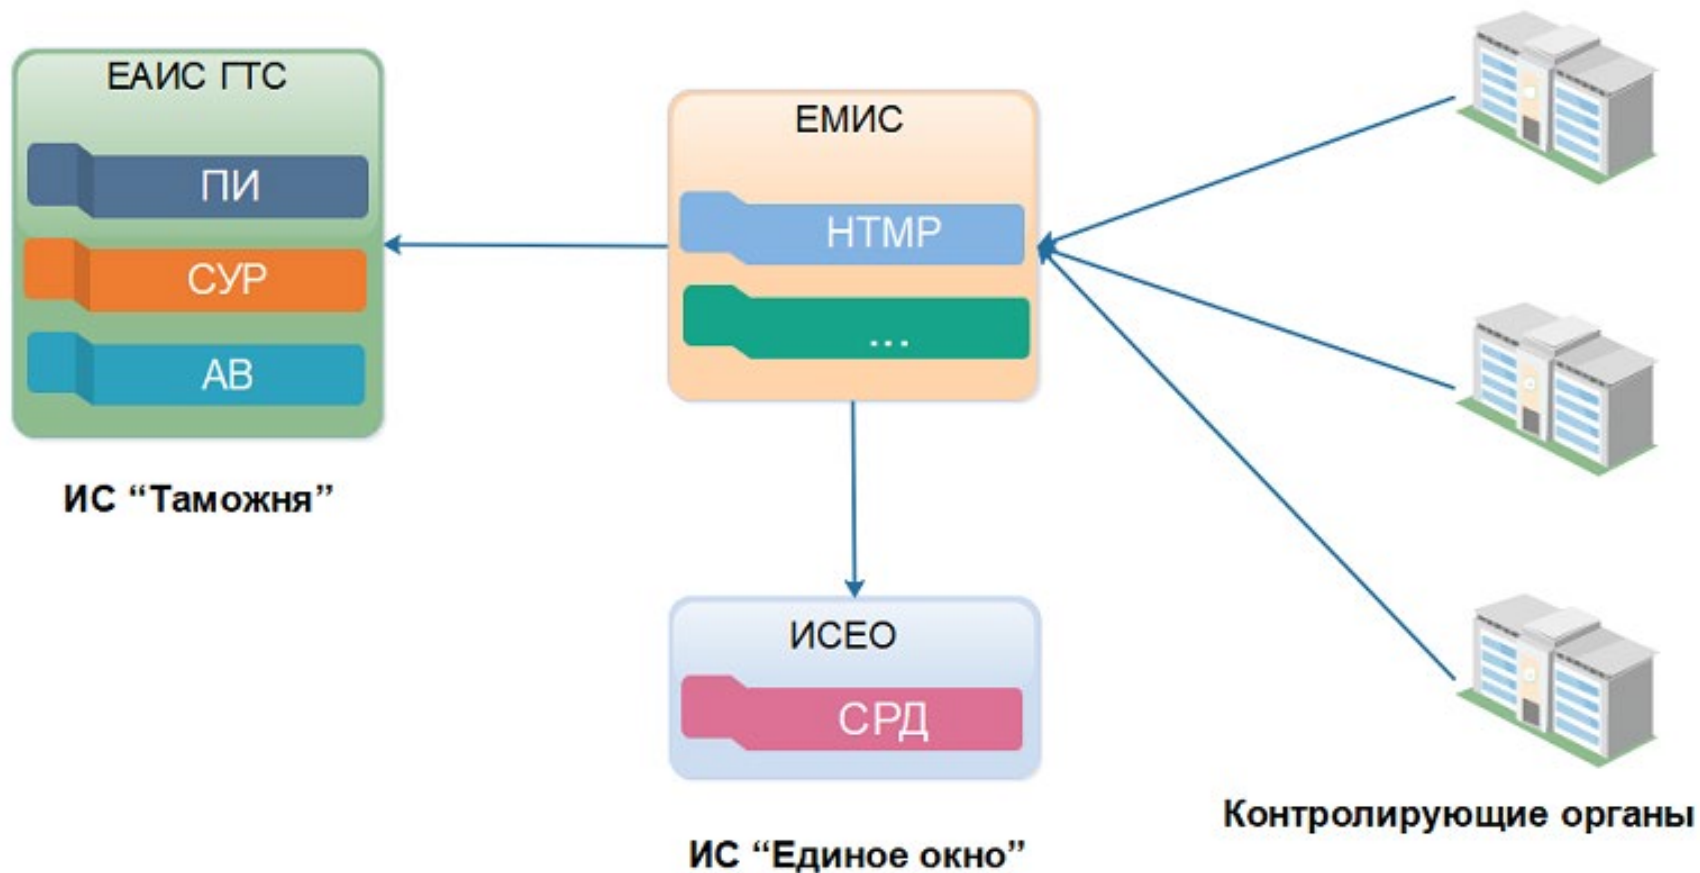 ЕАИС ГТС
ПИ
СУР
АВ
ИС “Таможня”
ЕМИС
НТМР
...
ИСЕО
СРД
ИС “Единое окно”
Контролирующие органы